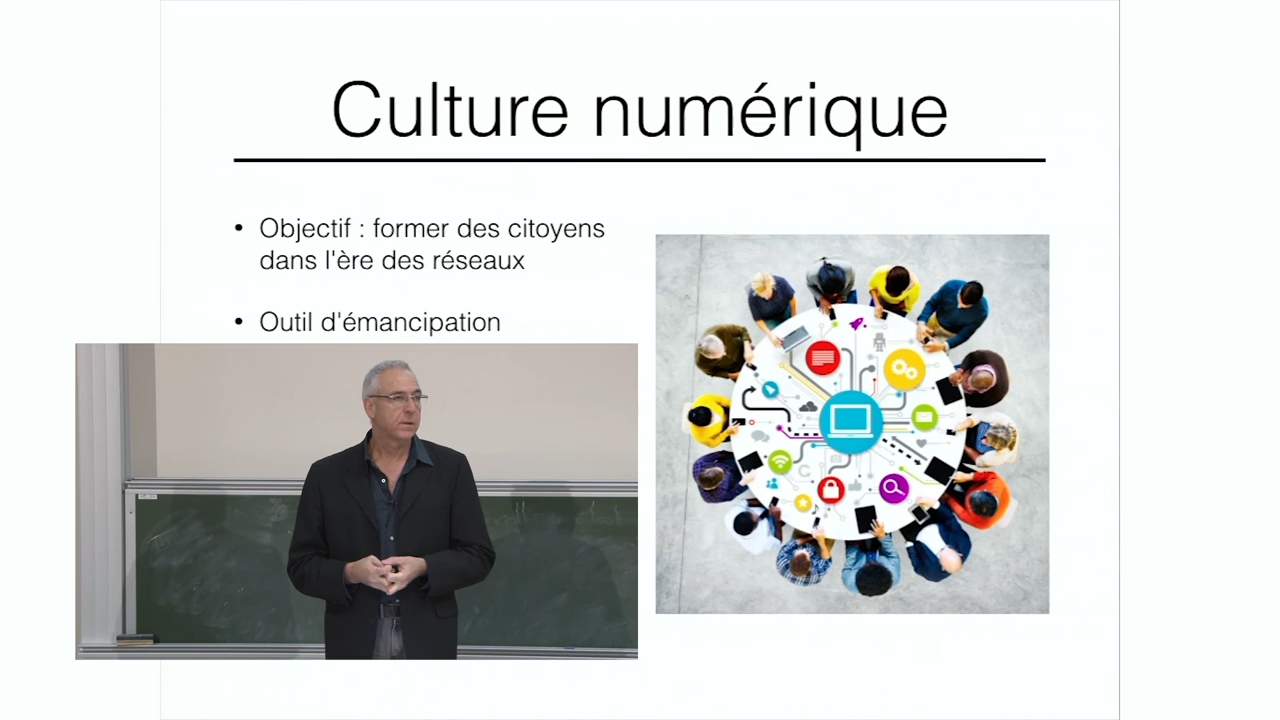 Culture numérique
• Objectif : former des citoyens
dans l'ère des réseaux
• Outil d'émancipation